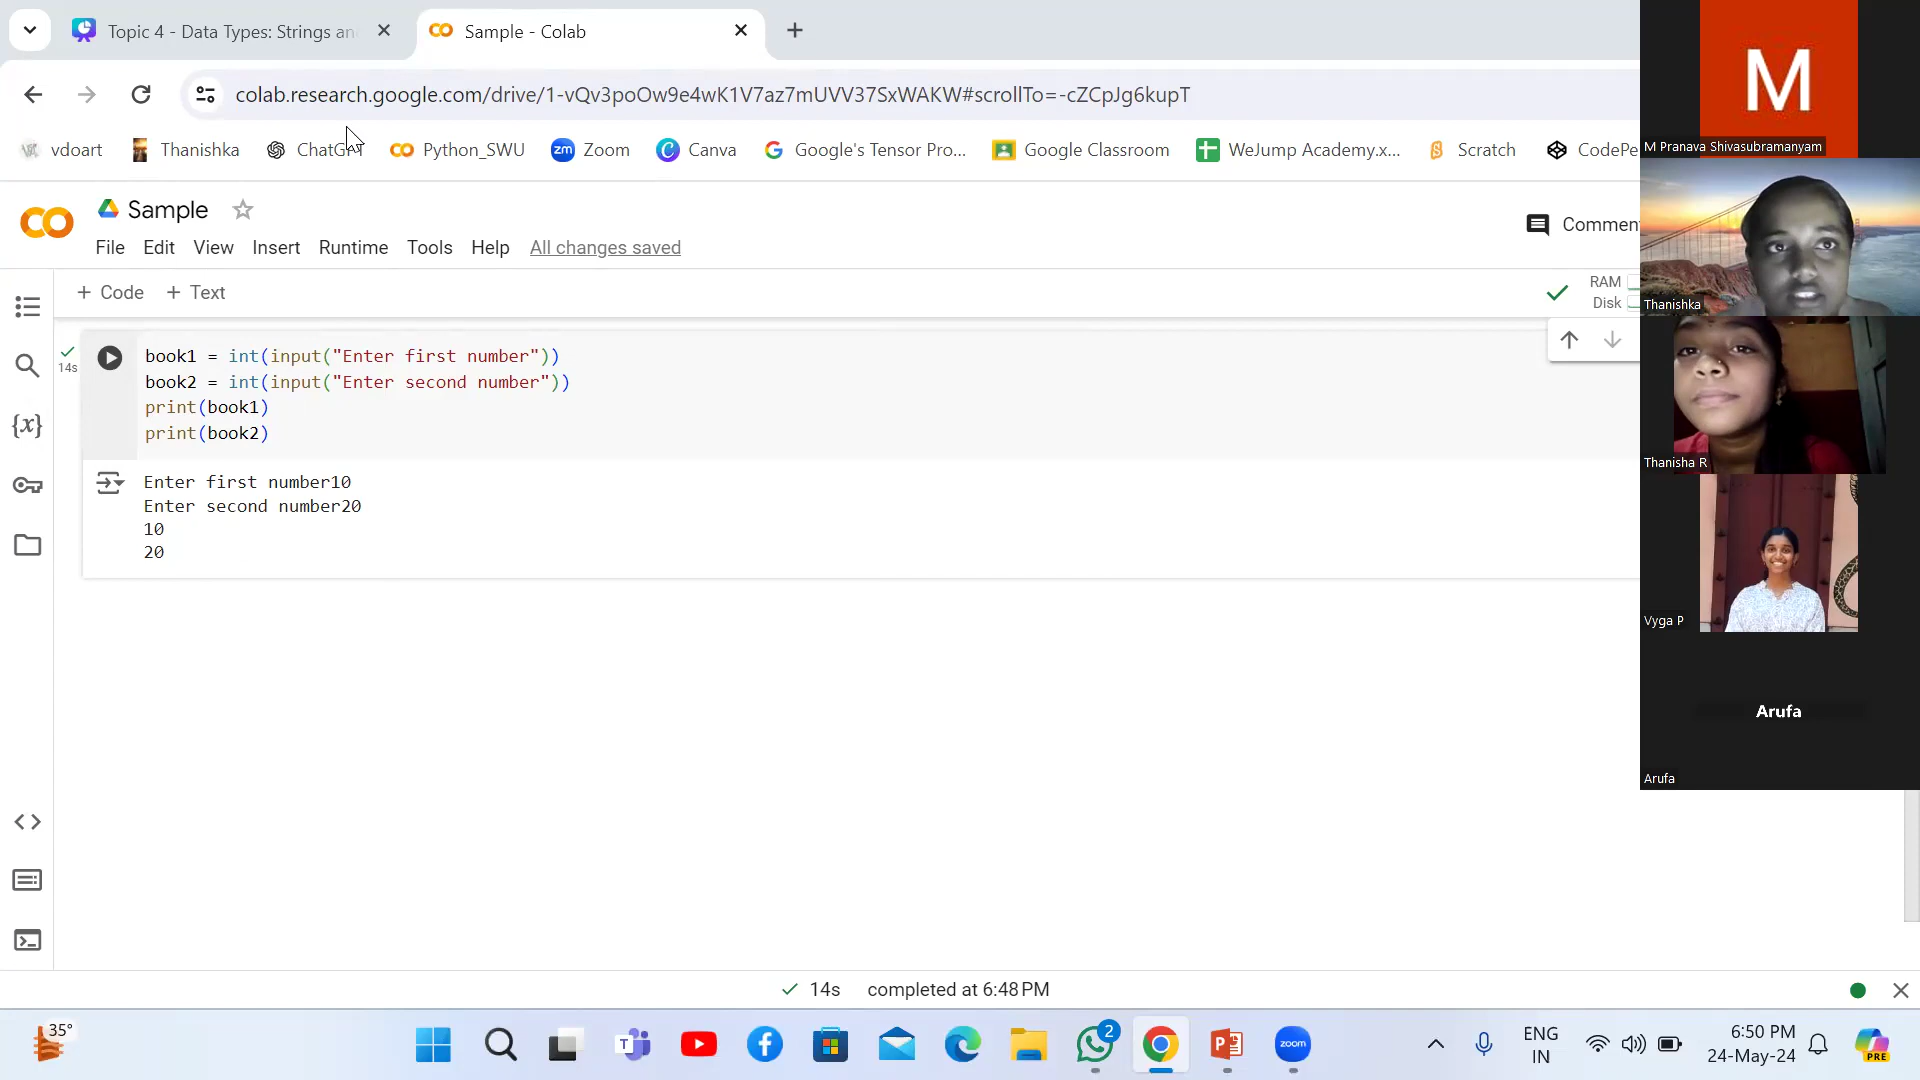 Topic 4 - Data Types: Strings an
Sample - Colab
colab.research.google.com/drive/1-vQv3poOw9e4wK1V7az7mUVV37SxWAKW#scrollTo=-cZCpJg6kupT
vdoart
Thanishka
ChatGPT
Python_SWU
Zoom
Canva
Google's Tensor Pro...
Google Classroom
WeJump Academy.x...
Scratch
CodePe
Sample
File Edit View Insert Runtime Tools Help All changes saved
Commen
+ Code + Text
RAM
Disk
14s
book1 = int(input("Enter first number"))
book2 = int(input("Enter second number"))
print(book1)
print(book2)
Enter first number10
Enter second number20
10
20
M
M Pranava Shivasubramanyam
Thanishka
Thanisha R
Vyga P
Arufa
Arufa
14s completed at 6:48 PM
35°
2
zoom
ENG
IN
6:50 PM
24-May-24
PRE